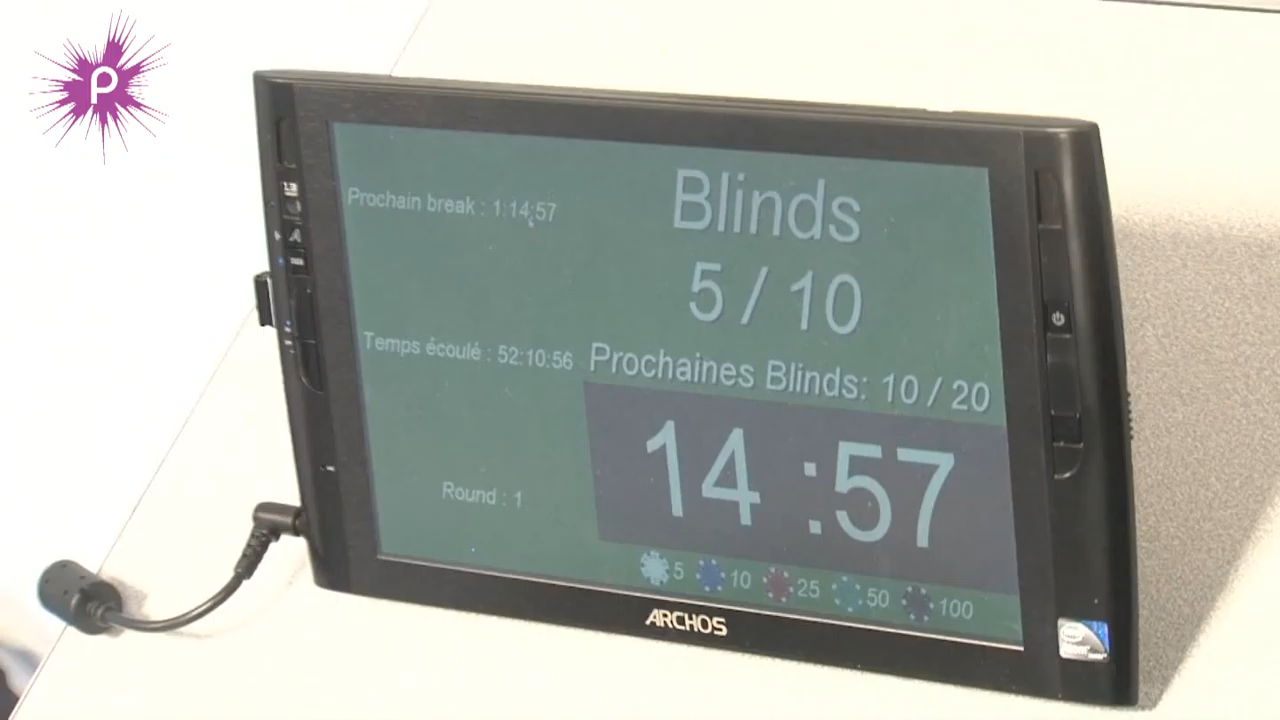 P
Prochain break : 1:14:57
Blinds
5 / 10
Temps écoulé : 52:10:56
Prochaines Blinds: 10 / 20
14 :57
Round : 1
5 10 25 50 100
ARCHOS